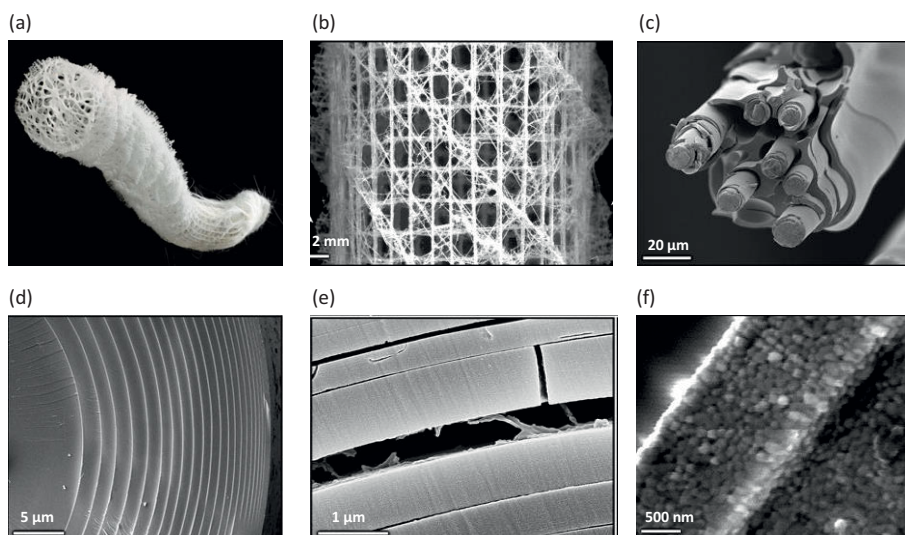 (a)
(b)
(c)
2 mm
20 μm
(d)
(e)
(f)
5 μm
1 μm
500 nm